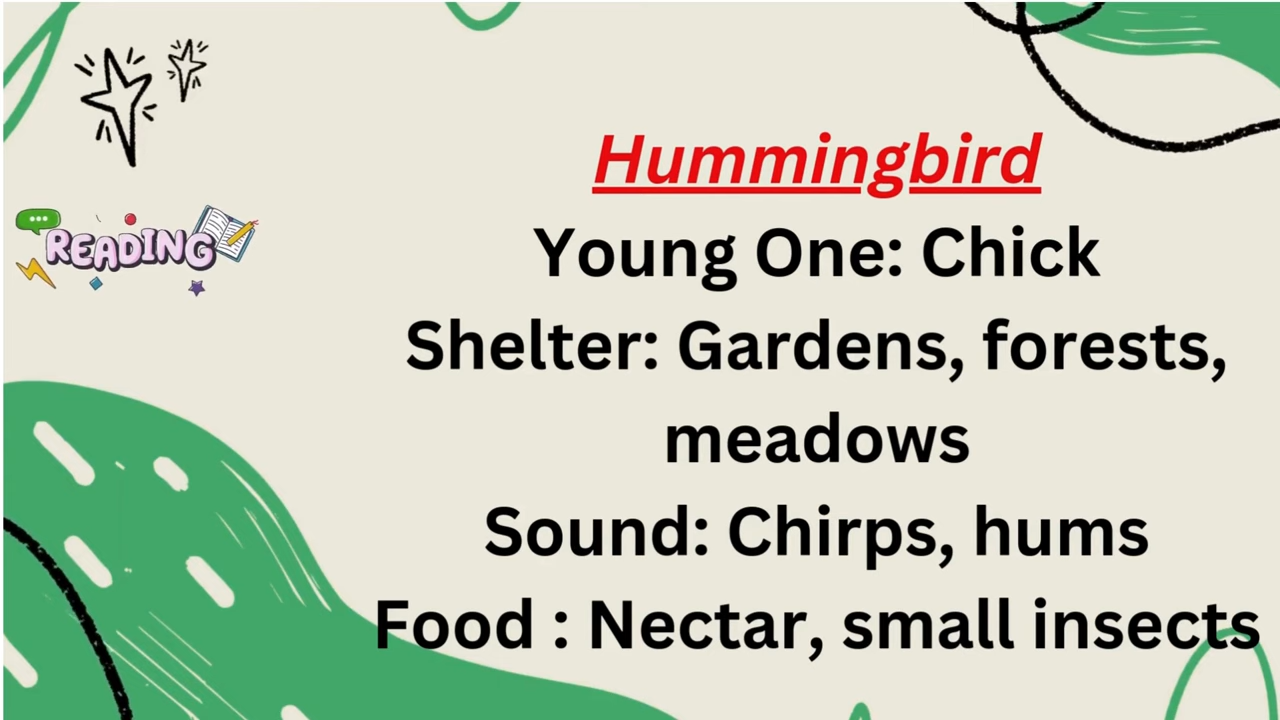 Hummingbird
READING
Young One: Chick
Shelter: Gardens, forests,
meadows
Sound: Chirps, hums
Food : Nectar, small insects